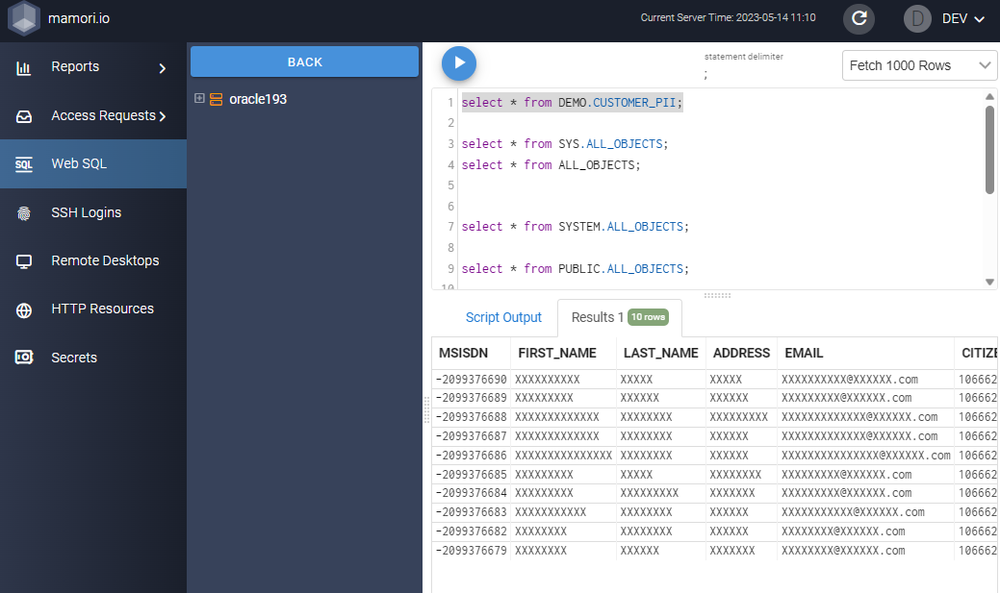 mamori.io
Current Server Time: 2023-05-14 11:10
D DEV
Reports
Access Requests
SQL Web SQL
SSH Logins
Remote Desktops
HTTP Resources
Secrets
BACK
oracle193
statement delimiter
;
Fetch 1000 Rows
1 select * from DEMO.CUSTOMER_PII;
2
3 select * from SYS.ALL_OBJECTS;
4 select * from ALL_OBJECTS;
5
6
7 select * from SYSTEM.ALL_OBJECTS;
8
9 select * from PUBLIC.ALL_OBJECTS;
10
Script Output Results 1 10 rows
MSISDN FIRST_NAME LAST_NAME ADDRESS EMAIL CITIZE
-2099376690 XXXXXXXXXX XXXXX XXXXX XXXXXXXXXX@XXXXXX.com 106662
-2099376689 XXXXXXXXX XXXXXX XXXXXX XXXXXXXXX@XXXXXX.com 106662
-2099376688 XXXXXXXXXXXXX XXXXXXXX XXXXXXXXX XXXXXXXXXXXXX@XXXXXX.com 106662
-2099376687 XXXXXXXXXXXXX XXXXXXXX XXXXXX XXXXXXXXXXXXX@XXXXXX.com 106662
-2099376686 XXXXXXXXXXXXXXX XXXXXXXX XXXXXX XXXXXXXXXXXXXXX@XXXXXX.com 106662
-2099376685 XXXXXXXXX XXXXX XXXXXXXX XXXXXXXXX@XXXXXX.com 106662
-2099376684 XXXXXXXXX XXXXXXXXX XXXXXXX XXXXXXXXX@XXXXXX.com 106662
-2099376683 XXXXXXXXXXX XXXXXXXX XXXXXX XXXXXXXXXXX@XXXXXX.com 106662
-2099376682 XXXXXXXX XXXXXXXX XXXXXX XXXXXXXX@XXXXXX.com 106662
-2099376679 XXXXXXXX XXXXXX XXXXXXX XXXXXXXX@XXXXXX.com 106662